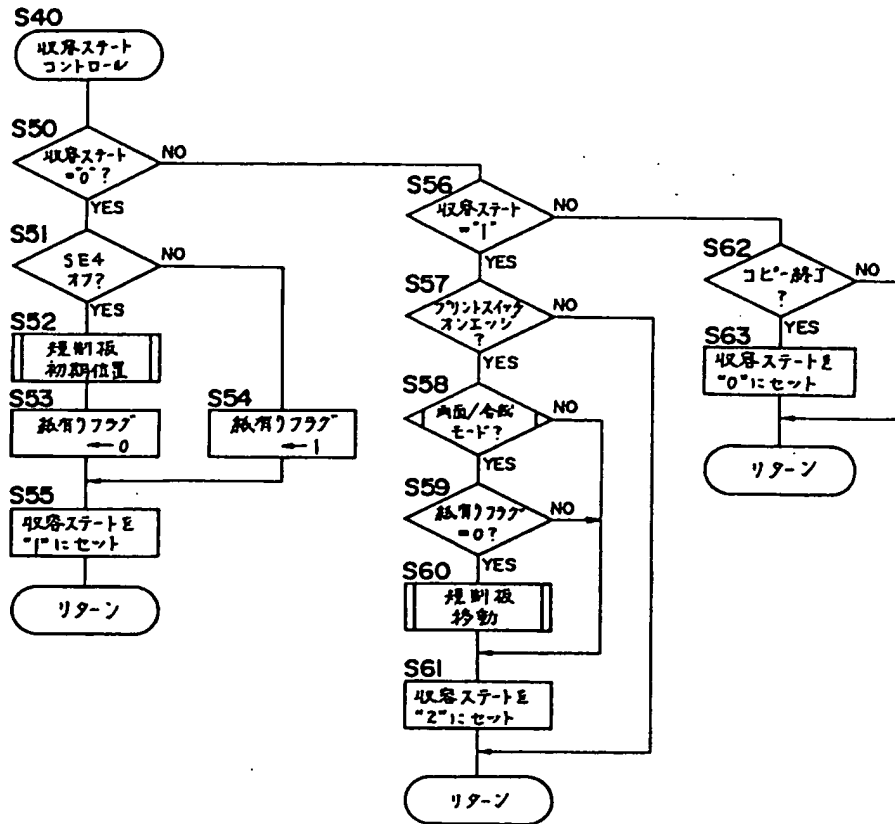 S40
収容ステート
コントロール
S50
収容ステート
="0"?
NO
YES
S51
SE4
オフ?
NO
YES
S52
規制板
初期位置
S53
紙有りフラグ
←0
S54
紙有りフラグ
←1
S55
収容ステートを
"1"にセット
リターン
S56
収容ステート
="1"
NO
YES
S57
プリントスイッチ
オンエッジ
?
NO
YES
S58
両面/合成
モード?
NO
YES
S59
紙有りフラグ
=0?
NO
YES
S60
規制板
移動
S61
収容ステートを
"2"にセット
リターン
S62
コピー終了
?
NO
YES
S63
収容ステートを
"0"にセット
リターン